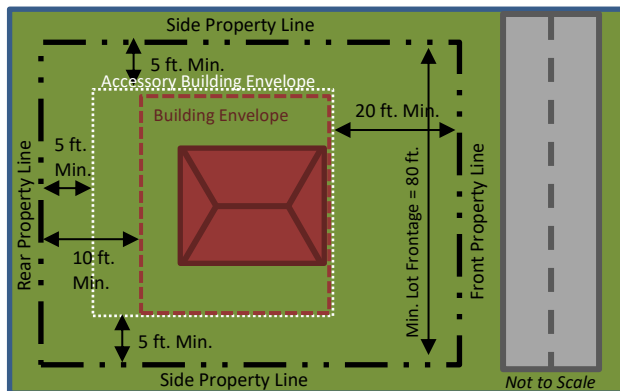 Side Property Line
5 ft. Min.
Accessory Building Envelope
Building Envelope
20 ft. Min.
5 ft.
Min.
Rear Property Line
10 ft.
Min.
Min. Lot Frontage = 80 ft.
Front Property Line
5 ft. Min.
Side Property Line
Not to Scale